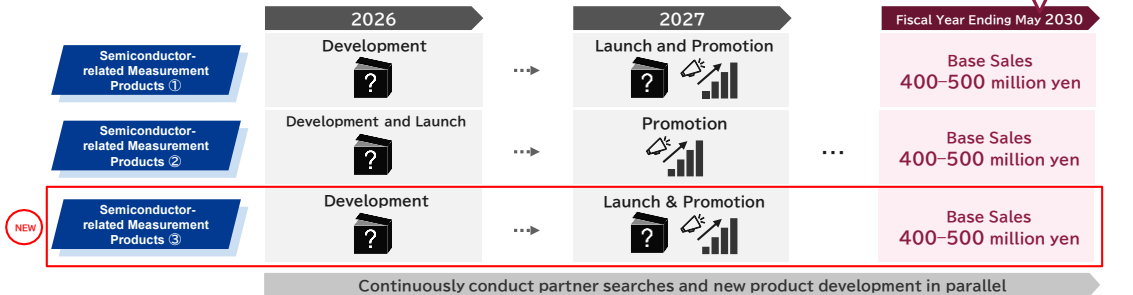 2026
2027
Fiscal Year Ending May 2030
Semiconductor-
related Measurement
Products ①
Development
?
Launch and Promotion
?
Base Sales
400–500 million yen
Semiconductor-
related Measurement
Products ②
Development and Launch
?
Promotion
...
Base Sales
400–500 million yen
NEW
Semiconductor-
related Measurement
Products ③
Development
?
Launch & Promotion
?
Base Sales
400–500 million yen
Continuously conduct partner searches and new product development in parallel